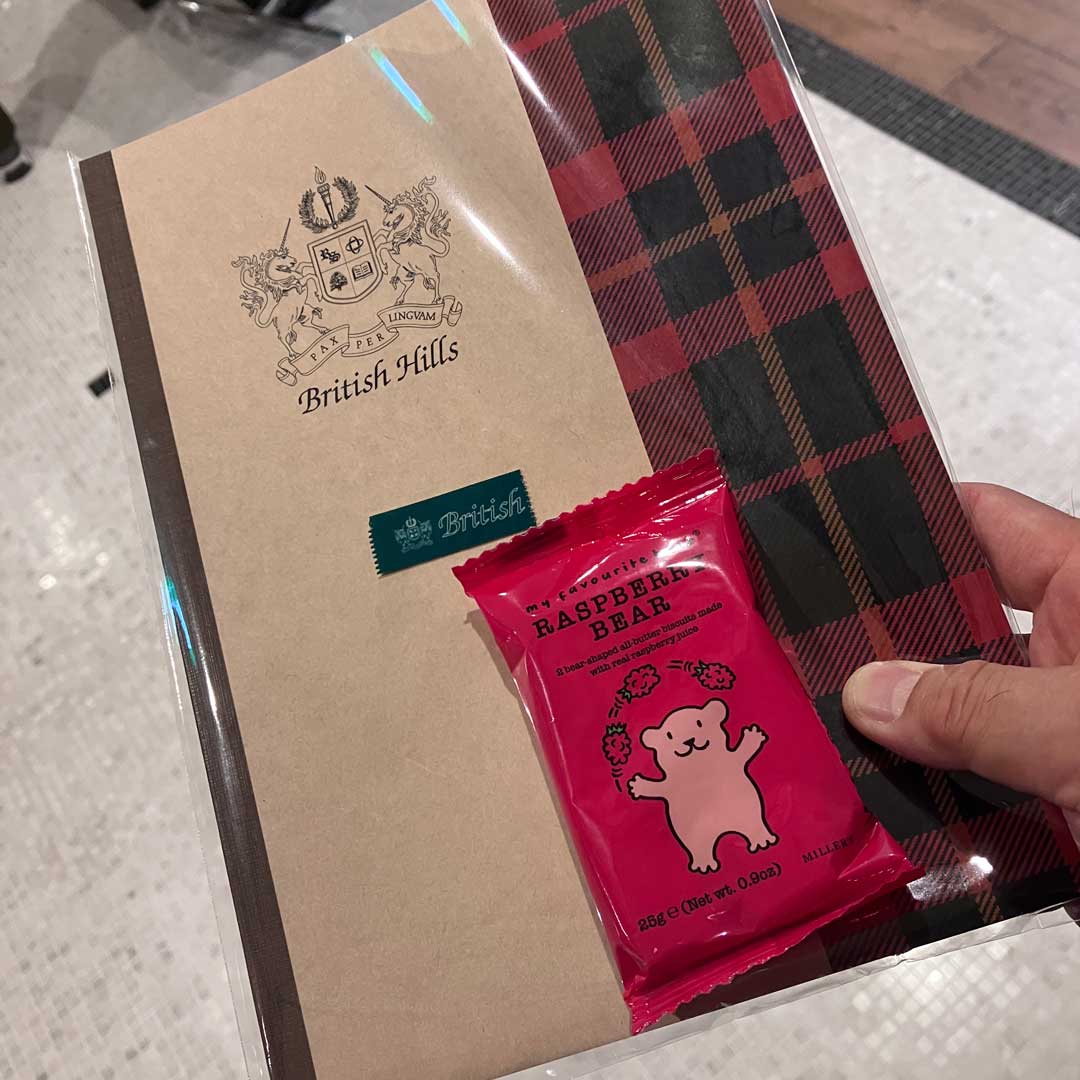 PAX PER LINGVAM
British Hills
British
my favourite
RASPBERRY
BEAR
2 bear-shaped all-butter biscuits made
with real raspberry juice
25g e (Net wt. 0.9oz)